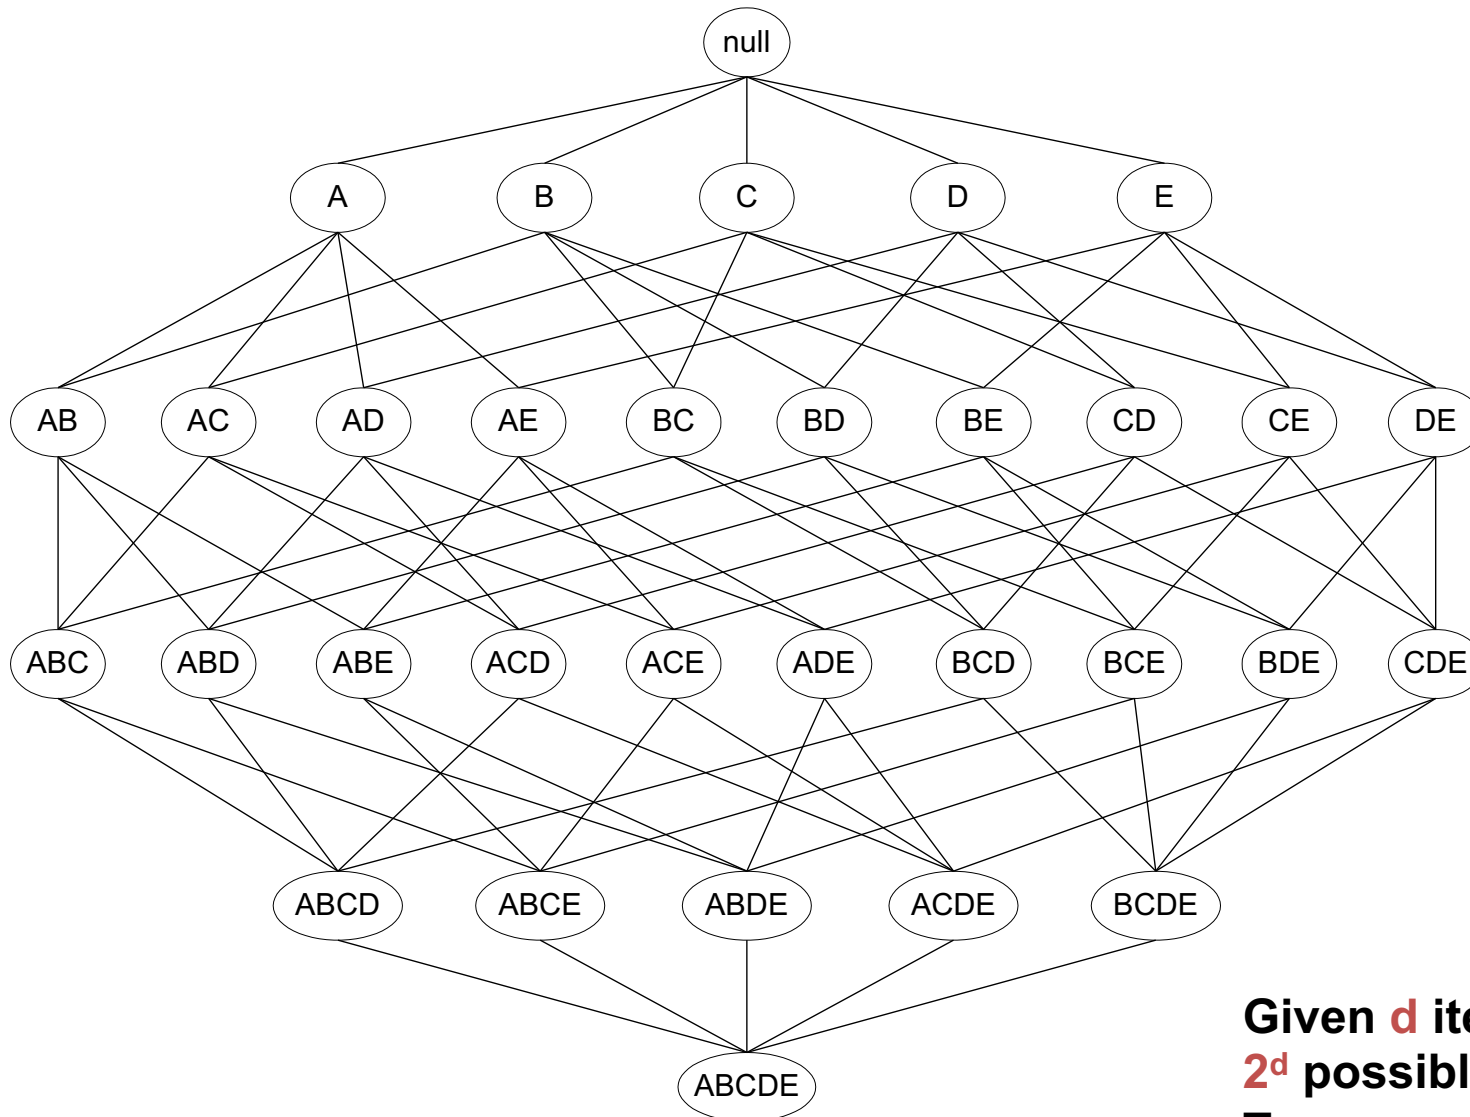 null
A B C D E
AB AC AD AE BC BD BE CD CE DE
ABC ABD ABE ACD ACE ADE BCD BCE BDE CDE
ABCD ABCE ABDE ACDE BCDE
Given d
2ᵈ
ABCDE